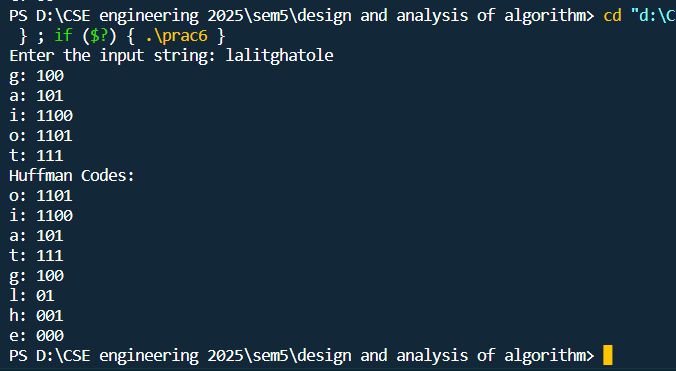 PS D:\CSE engineering 2025\sem5\design and analysis of algorithm> cd "d:\C
} ; if ($?) { .\prac6 }
Enter the input string: lalitghatole
g: 100
a: 101
i: 1100
o: 1101
t: 111
Huffman Codes:
o: 1101
i: 1100
a: 101
t: 111
g: 100
l: 01
h: 001
e: 000
PS D:\CSE engineering 2025\sem5\design and analysis of algorithm>